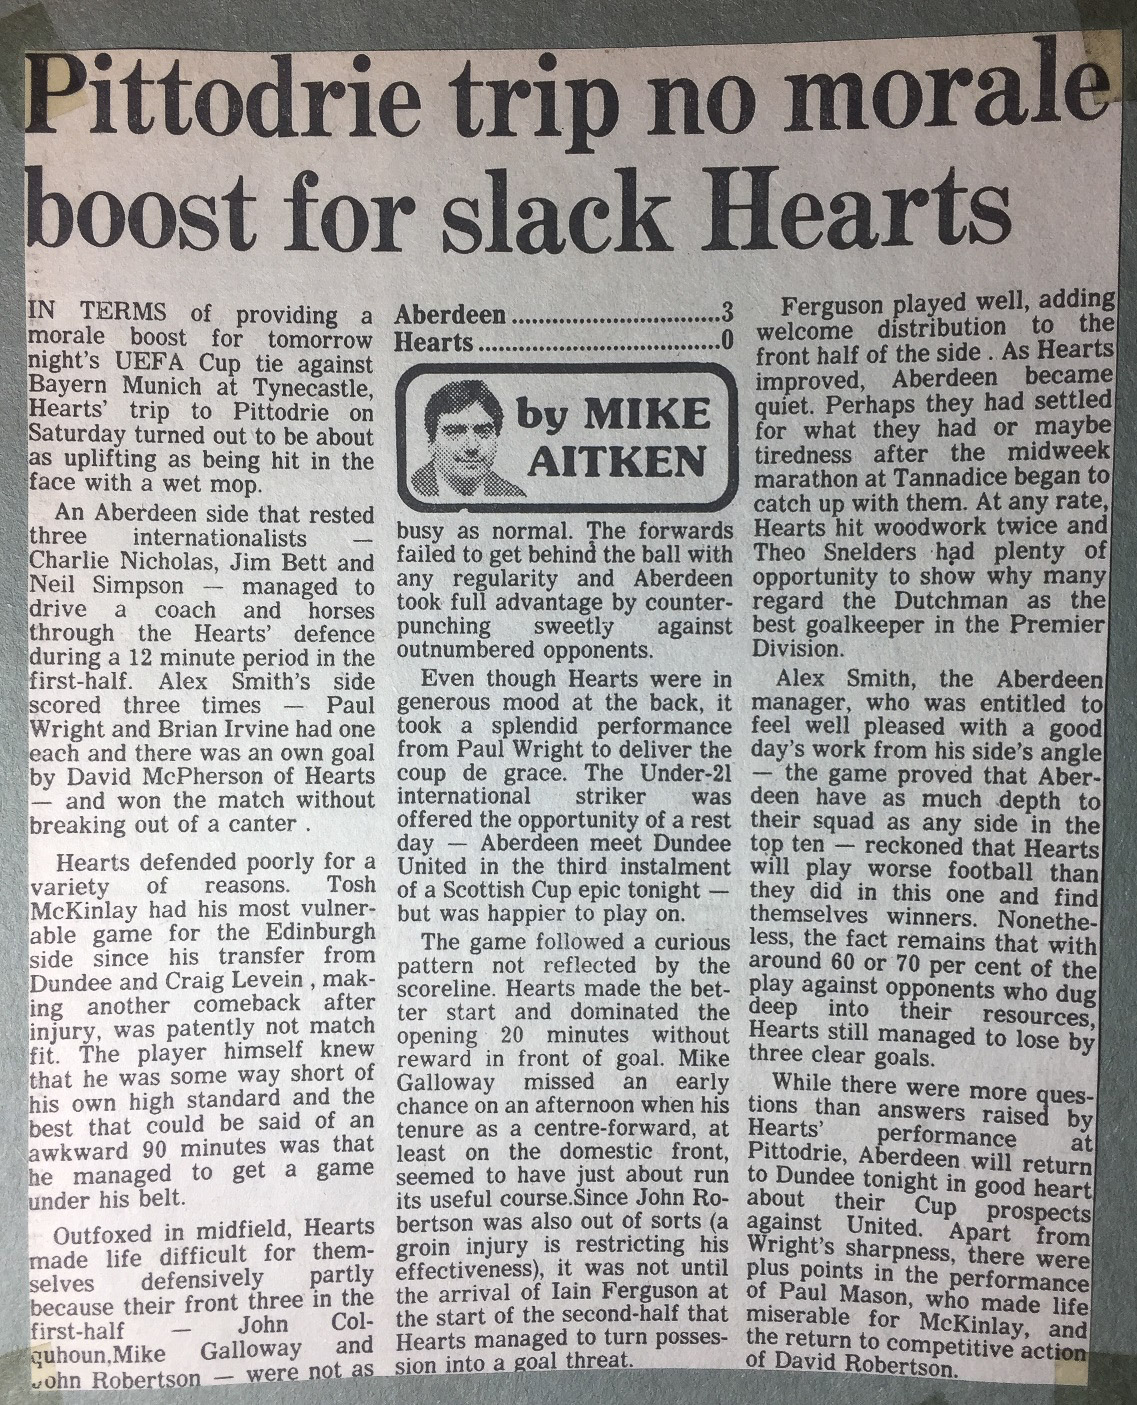 Pittodrie trip no morale
boost for slack Hearts
IN TERMS of providing a
morale boost for tomorrow
night's UEFA Cup tie against
Bayern Munich at Tynecastle,
Hearts' trip to Pittodrie on
Saturday turned out to be about
as uplifting as being hit in the
face with a wet mop.
An Aberdeen side that rested
three internationalists —
Charlie Nicholas, Jim Bett and
Neil Simpson — managed to
drive a coach and horses
through the Hearts' defence
during a 12 minute period in the
first-half. Alex Smith's side
scored three times — Paul
Wright and Brian Irvine had one
each and there was an own goal
by David McPherson of Hearts
— and won the match without
breaking out of a canter .
Hearts defended poorly for a
variety of reasons. Tosh
McKinlay had his most vulner-
able game for the Edinburgh
side since his transfer from
Dundee and Craig Levein , mak-
ing another comeback after
injury, was patently not match
fit. The player himself knew
that he was some way short of
his own high standard and the
best that could be said of an
awkward 90 minutes was that
he managed to get a game
under his belt.
Outfoxed in midfield, Hearts
made life difficult for them-
selves defensively partly
because their front three in the
first-half — John Col-
quhoun,Mike Galloway and
John Robertson — were not as
Aberdeen ..............................3
Hearts ...................................0
by MIKE
AITKEN
busy as normal. The forwards
failed to get behind the ball with
any regularity and Aberdeen
took full advantage by counter-
punching sweetly against
outnumbered opponents.
Even though Hearts were in
generous mood at the back, it
took a splendid performance
from Paul Wright to deliver the
coup de grace. The Under-21
international striker was
offered the opportunity of a rest
day — Aberdeen meet Dundee
United in the third instalment
of a Scottish Cup epic tonight —
but was happier to play on.
The game followed a curious
pattern not reflected by the
scoreline. Hearts made the bet-
ter start and dominated the
opening 20 minutes without
reward in front of goal. Mike
Galloway missed an early
chance on an afternoon when his
tenure as a centre-forward, at
least on the domestic front,
seemed to have just about run
its useful course.Since John Ro-
bertson was also out of sorts (a
groin injury is restricting his
effectiveness), it was not until
the arrival of Iain Ferguson at
the start of the second-half that
Hearts managed to turn posses-
sion into a goal threat.
Ferguson played well, adding
welcome distribution to the
front half of the side . As Hearts
improved, Aberdeen became
quiet. Perhaps they had settled
for what they had or maybe
tiredness after the midweek
marathon at Tannadice began to
catch up with them. At any rate,
Hearts hit woodwork twice and
Theo Snelders had plenty of
opportunity to show why many
regard the Dutchman as the
best goalkeeper in the Premier
Division.
Alex Smith, the Aberdeen
manager, who was entitled to
feel well pleased with a good
day's work from his side's angle
— the game proved that Aber-
deen have as much depth to
their squad as any side in the
top ten — reckoned that Hearts
will play worse football than
they did in this one and find
themselves winners. Nonethe-
less, the fact remains that with
around 60 or 70 per cent of the
play against opponents who dug
deep into their resources,
Hearts still managed to lose by
three clear goals.
While there were more ques-
tions than answers raised by
Hearts' performance at
Pittodrie, Aberdeen will return
to Dundee tonight in good heart
about their Cup prospects
against United. Apart from
Wright's sharpness, there were
plus points in the performance
of Paul Mason, who made life
miserable for McKinlay, and
the return to competitive action
of David Robertson.